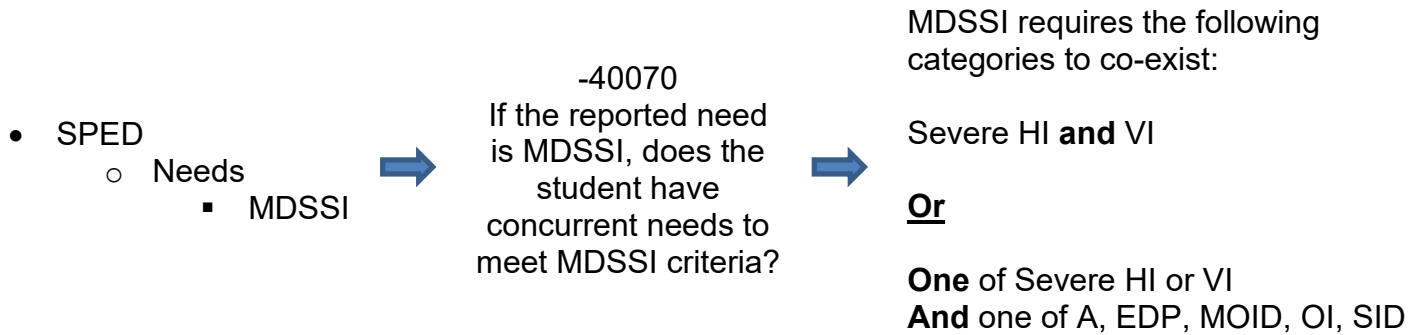 • SPED
o Needs
▪ MDSSI
-40070
If the reported need
is MDSSI, does the
student have
concurrent needs to
meet MDSSI criteria?
MDSSI requires the following
categories to co-exist:
Severe HI and VI
Or
One of Severe HI or VI
And one of A, EDP, MOID, OI, SID